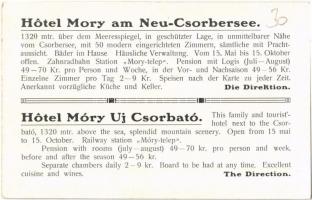 Hôtel Mory am Neu-Csorbersee.
30
1320 mtr. über dem Meeresspiegel, in geschützter Lage, in unmittelbarer Nähe
vom Csorbersee, mit 50 modern eingerichteten Zimmern, sämtliche mit Pracht-
aussicht. Bäder im Hause. Häusliche Verwaltung. Vom 15. Mai bis 15. Oktober
offen. Zahnradbahn Station „Mory-telep". Pension mit Logis (Juli—August)
49—70 Kr. pro Person und Woche, in der Vor- und Nachsaison 49—56 Kr.
Einzelne Zimmer pro Tag 2—9 Kr. Speisen nach der Karte zu jeder Zeit.
Anerkannt vorzügliche Küche und Keller. Die Direktion.
Hôtel Móry Uj Csorbató. This family and tourist'-
hotel next to the Csor-
bató, 1320 mtr. above the sea, splendid mountain scenery. Open from 15 mai
to 15. October. Railway station „Móry-telep".
Pension with rooms (july—august) 49—70 kr. pro person and week,
before and after the season 49—56 kr.
Separate chambers daily 2—9 kr. Board to be had at any time. Excellent
cuisine and wines. The Direction.